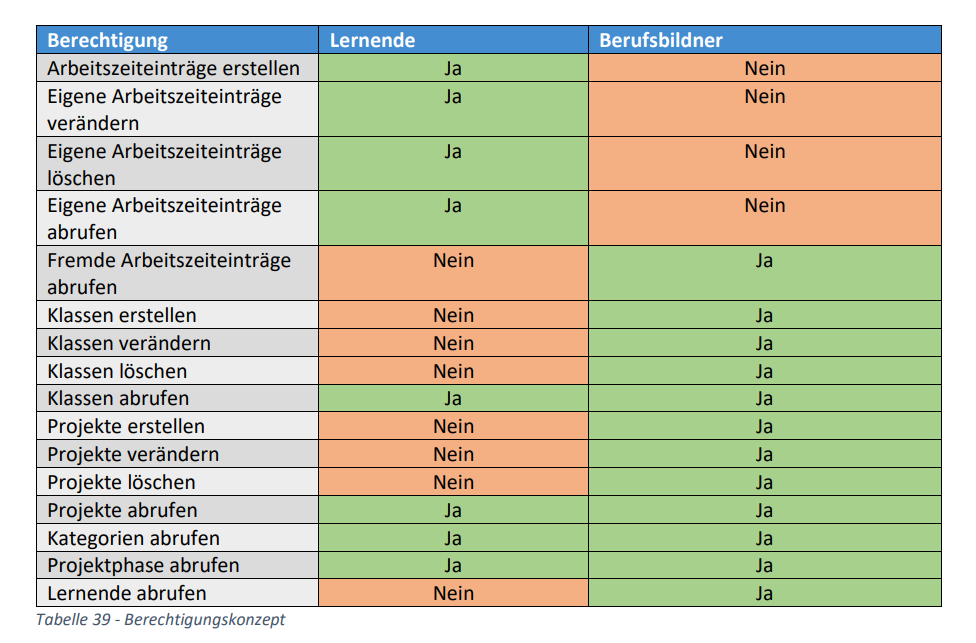 Berechtigung Lernende Berufsbildner
Arbeitszeiteinträge erstellen Ja Nein
Eigene Arbeitszeiteinträge Ja Nein
verändern
Eigene Arbeitszeiteinträge Ja Nein
löschen
Eigene Arbeitszeiteinträge Ja Nein
abrufen
Fremde Arbeitszeiteinträge Nein Ja
abrufen
Klassen erstellen Nein Ja
Klassen verändern Nein Ja
Klassen löschen Nein Ja
Klassen abrufen Ja Ja
Projekte erstellen Nein Ja
Projekte verändern Nein Ja
Projekte löschen Nein Ja
Projekte abrufen Ja Ja
Kategorien abrufen Ja Ja
Projektphase abrufen Ja Ja
Lernende abrufen Nein Ja
Tabelle 39 - Berechtigungskonzept